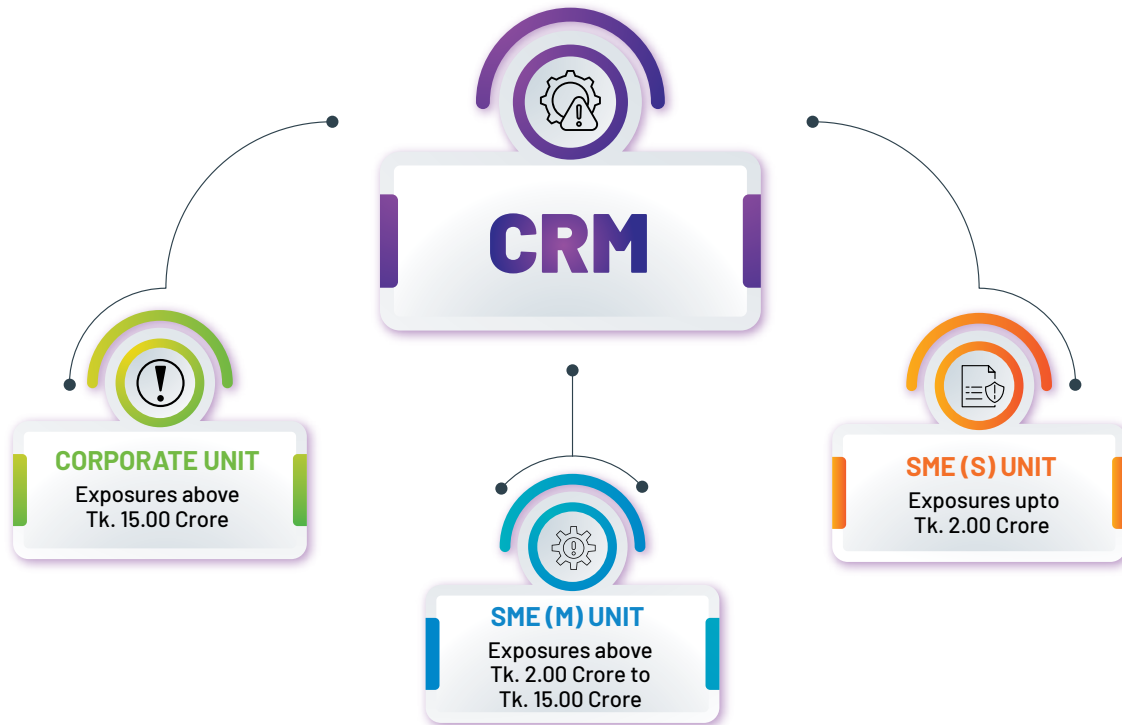 CRM
CORPORATE UNIT
Exposures above
Tk. 15.00 Crore
SME (M) UNIT
Exposures above
Tk. 2.00 Crore to
Tk. 15.00 Crore
SME (S) UNIT
Exposures upto
Tk. 2.00 Crore